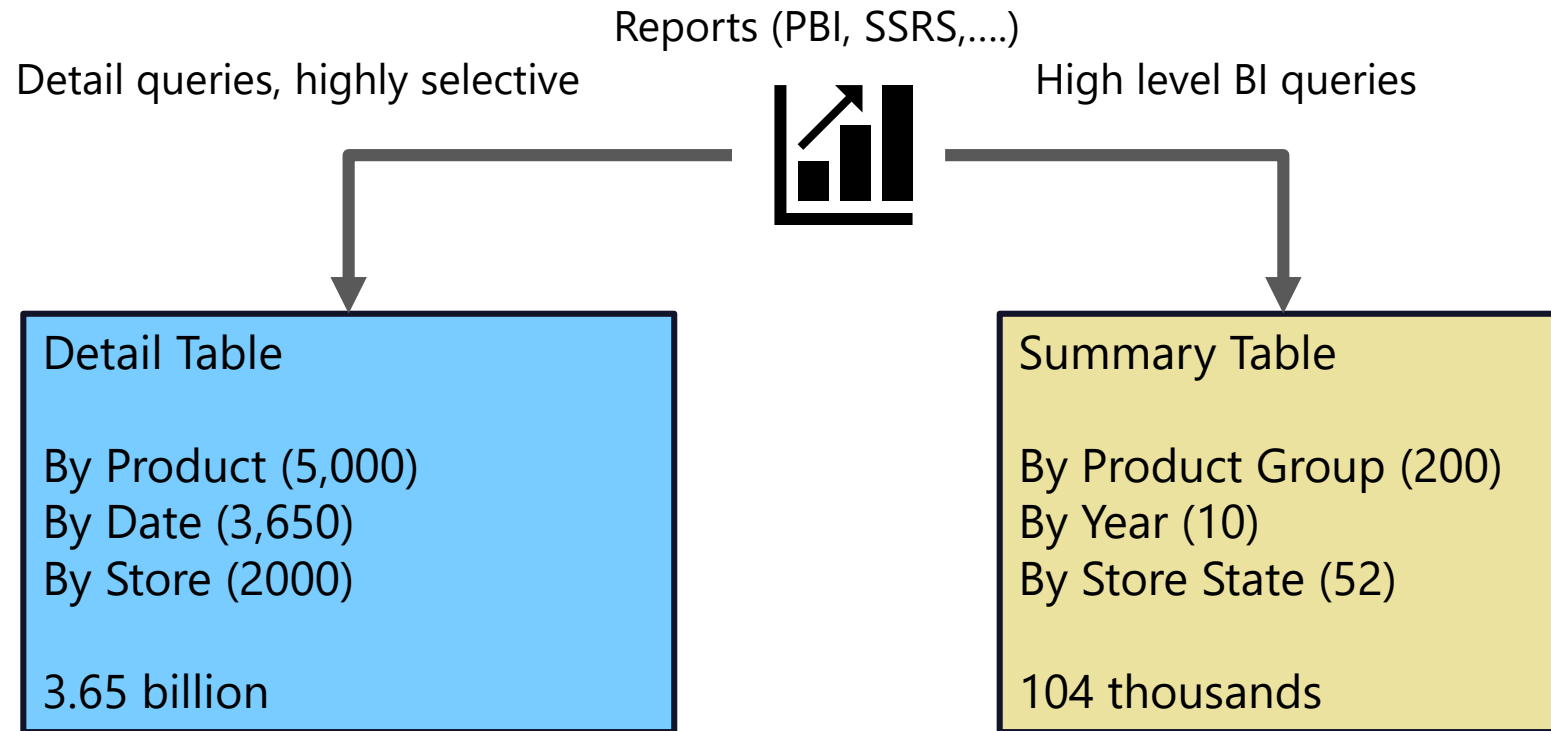 Reports (PBI, SSRS,....)
Detail queries, highly selective
High level BI queries
Detail Table
By Product (5,000)
By Date (3,650)
By Store (2000)
3.65 billion
Summary Table
By Product Group (200)
By Year (10)
By Store State (52)
104 thousands